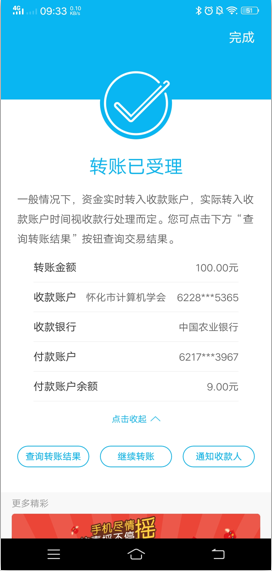 4G 09:33 0.10 KB/s
完成
转账已受理
一般情况下，资金实时转入收款账户，实际转入收
款账户时间视收款行处理而定。您可点击下方“查
询转账结果”按钮查询交易结果。
转账金额 100.00元
收款账户 怀化市计算机学会 6228***5365
收款银行 中国农业银行
付款账户 6217***3967
付款账户余额 9.00元
点击收起
查询转账结果 继续转账 通知收款人
更多精彩
手机尽情摇